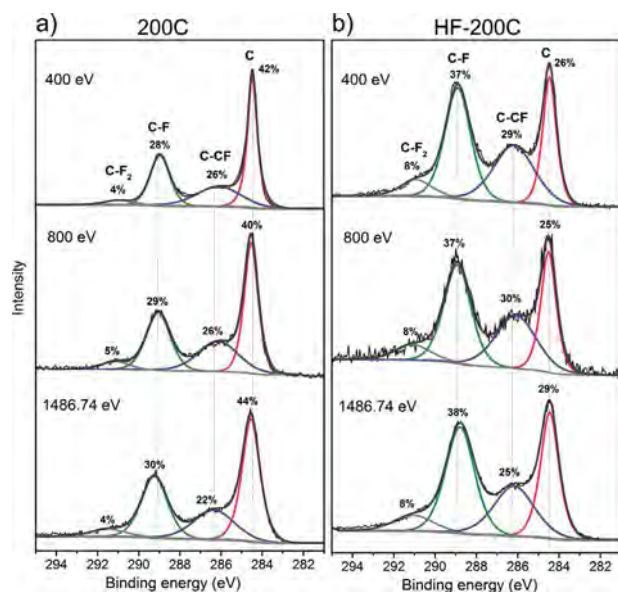 a) 200C
400 eV
C
42%
C-F
28%
C-CF
26%
C-F₂
4%
800 eV
40%
29%
26%
5%
1486.74 eV
44%
30%
22%
4%
294 292 290 288 286 284 282
Binding energy (eV)
Intensity
b) HF-200C
400 eV
C-F
37%
C
26%
C-CF
29%
C-F₂
8%
800 eV
37%
25%
30%
8%
1486.74 eV
38%
29%
25%
8%
294 292 290 288 286 284 282
Binding energy (eV)